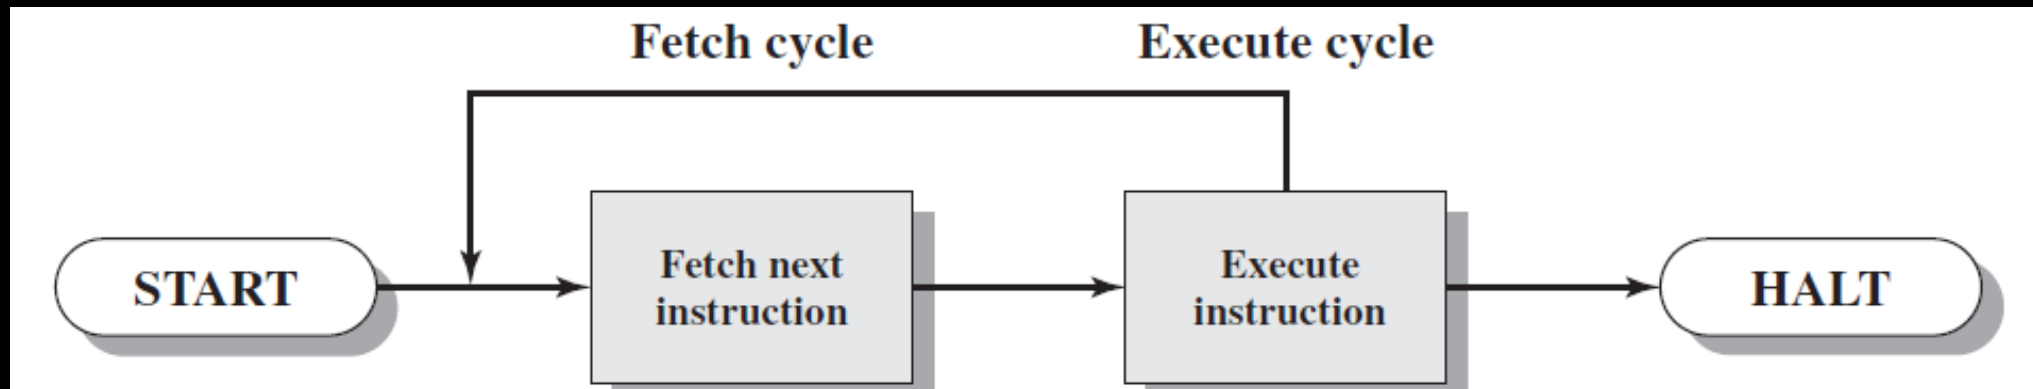 Fetch cycle
Execute cycle
START
Fetch next
instruction
Execute
instruction
HALT